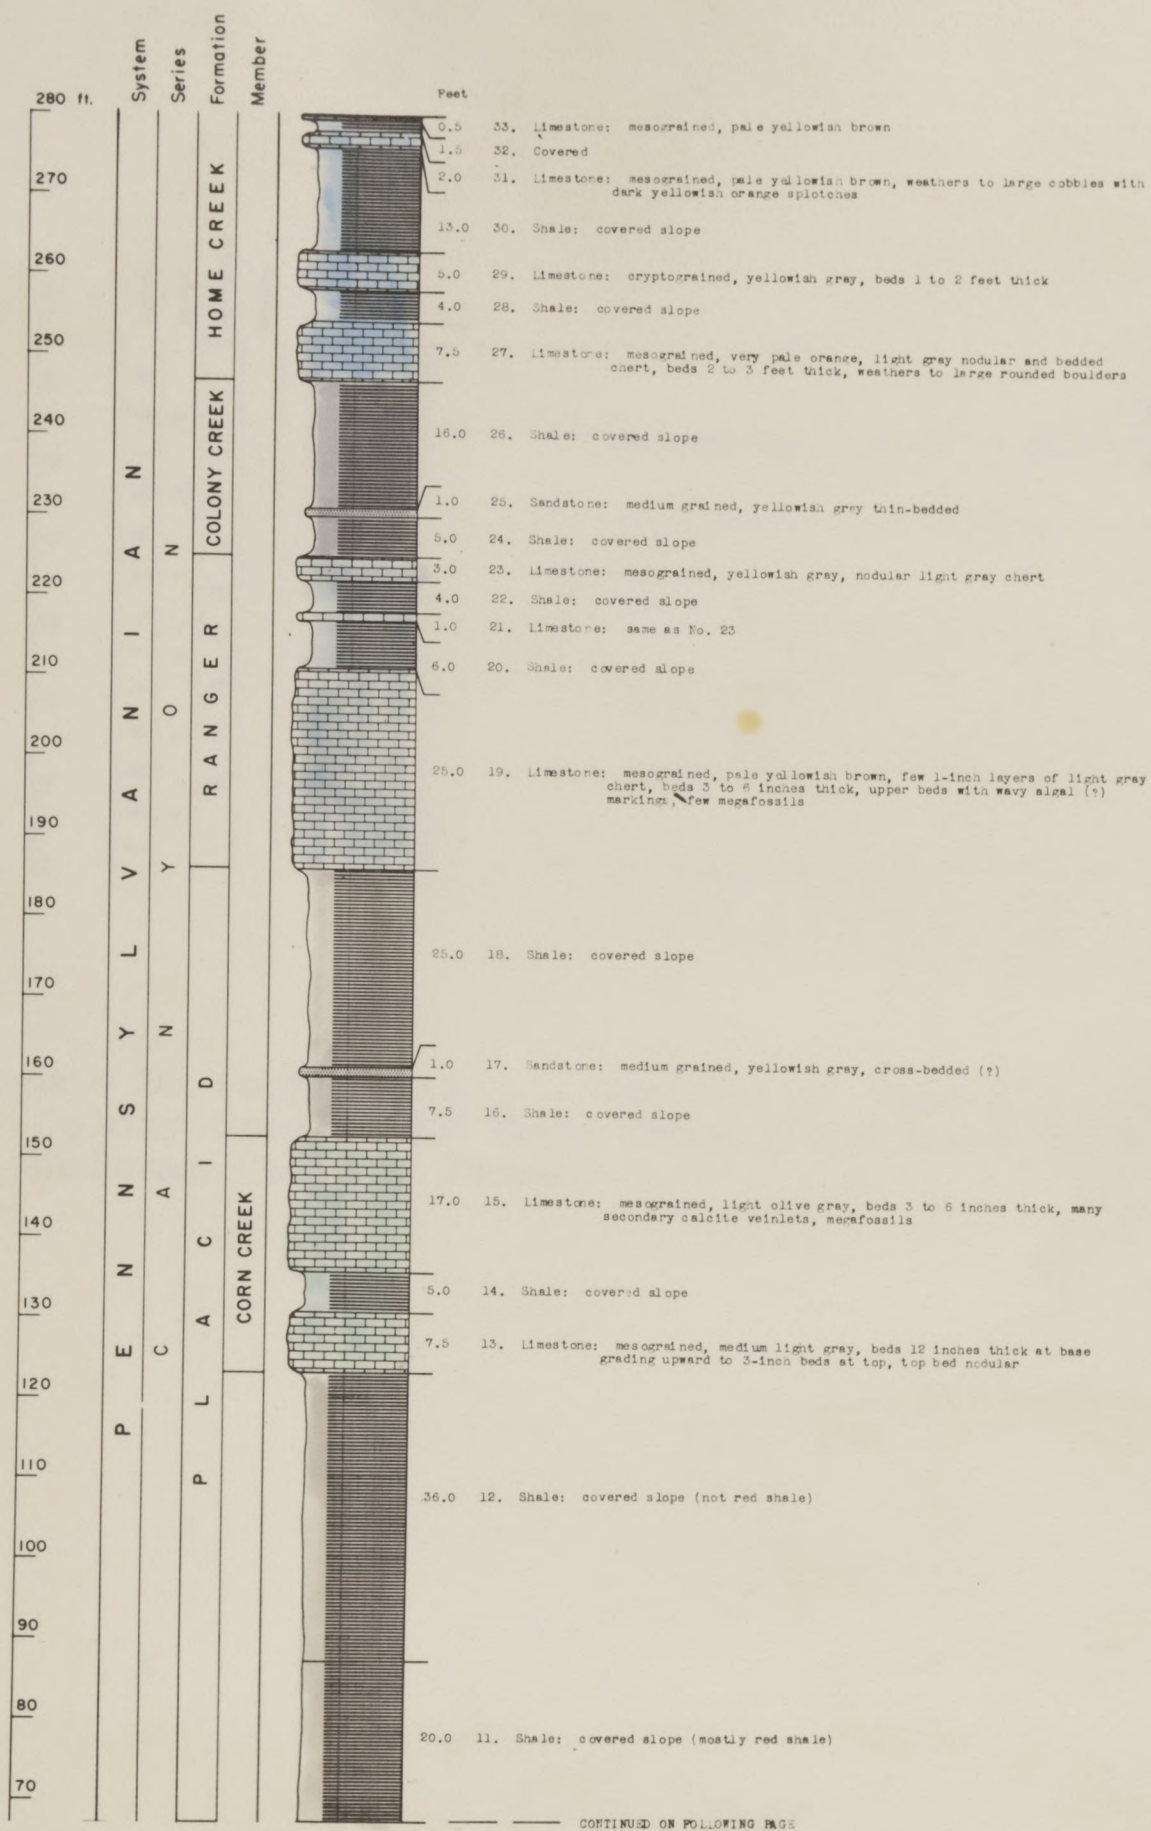 System
Series
Formation
Member
280 ft.
270
260
250
240
230
220
210
200
190
180
170
160
150
140
130
120
110
100
90
80
70
PENNSYLVANIAN
CANYON
HOME CREEK
COLONY CREEK
RANGER
PLACID
CORN CREEK
Feet
0.5 33. Limestone: mesograined, pale yellowish brown
1.5 32. Covered
2.0 31. Limestone: mesograined, pale yellowish brown, weathers to large cobbles with
dark yellowish orange splotches
13.0 30. Shale: covered slope
5.0 29. Limestone: cryptograined, yellowish gray, beds 1 to 2 feet thick
4.0 28. Shale: covered slope
7.5 27. Limestone: mesograined, very pale orange, light gray nodular and bedded
chert, beds 2 to 3 feet thick, weathers to large rounded boulders
16.0 26. Shale: covered slope
1.0 25. Sandstone: medium grained, yellowish gray thin-bedded
5.0 24. Shale: covered slope
3.0 23. Limestone: mesograined, yellowish gray, nodular light gray chert
4.0 22. Shale: covered slope
1.0 21. Limestone: same as No. 23
6.0 20. Shale: covered slope
25.0 19. Limestone: mesograined, pale yellowish brown, few 1-inch layers of light gray
chert, beds 3 to 6 inches thick, upper beds with wavy algal (?)
markings, few megafossils
25.0 18. Shale: covered slope
1.0 17. Sandstone: medium grained, yellowish gray, cross-bedded (?)
7.5 16. Shale: covered slope
17.0 15. Limestone: mesograined, light olive gray, beds 3 to 6 inches thick, many
secondary calcite veinlets, megafossils
5.0 14. Shale: covered slope
7.5 13. Limestone: mesograined, medium light gray, beds 12 inches thick at base
grading upward to 3-inch beds at top, top bed nodular
36.0 12. Shale: covered slope (not red shale)
20.0 11. Shale: covered slope (mostly red shale)
CONTINUED ON FOLLOWING PAGE